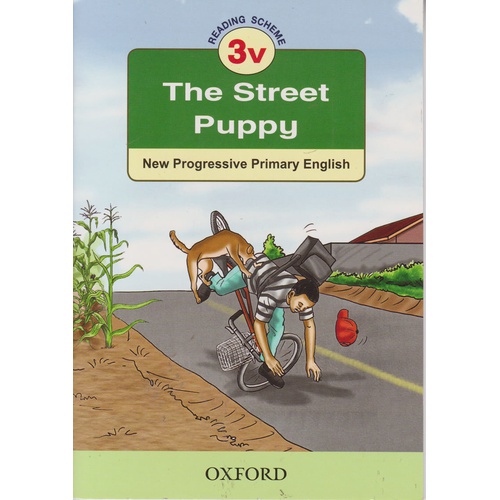 READING SCHEME
3v
The Street
Puppy
New Progressive Primary English
OXFORD